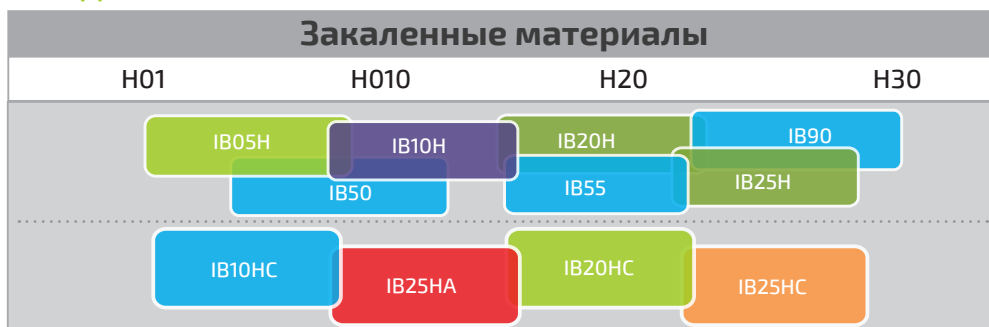 Закаленные материалы
H01 H010 H20 H30
IB05H IB10H IB20H IB90
IB50 IB55 IB25H
IB10HC IB25HA IB20HC IB25HC